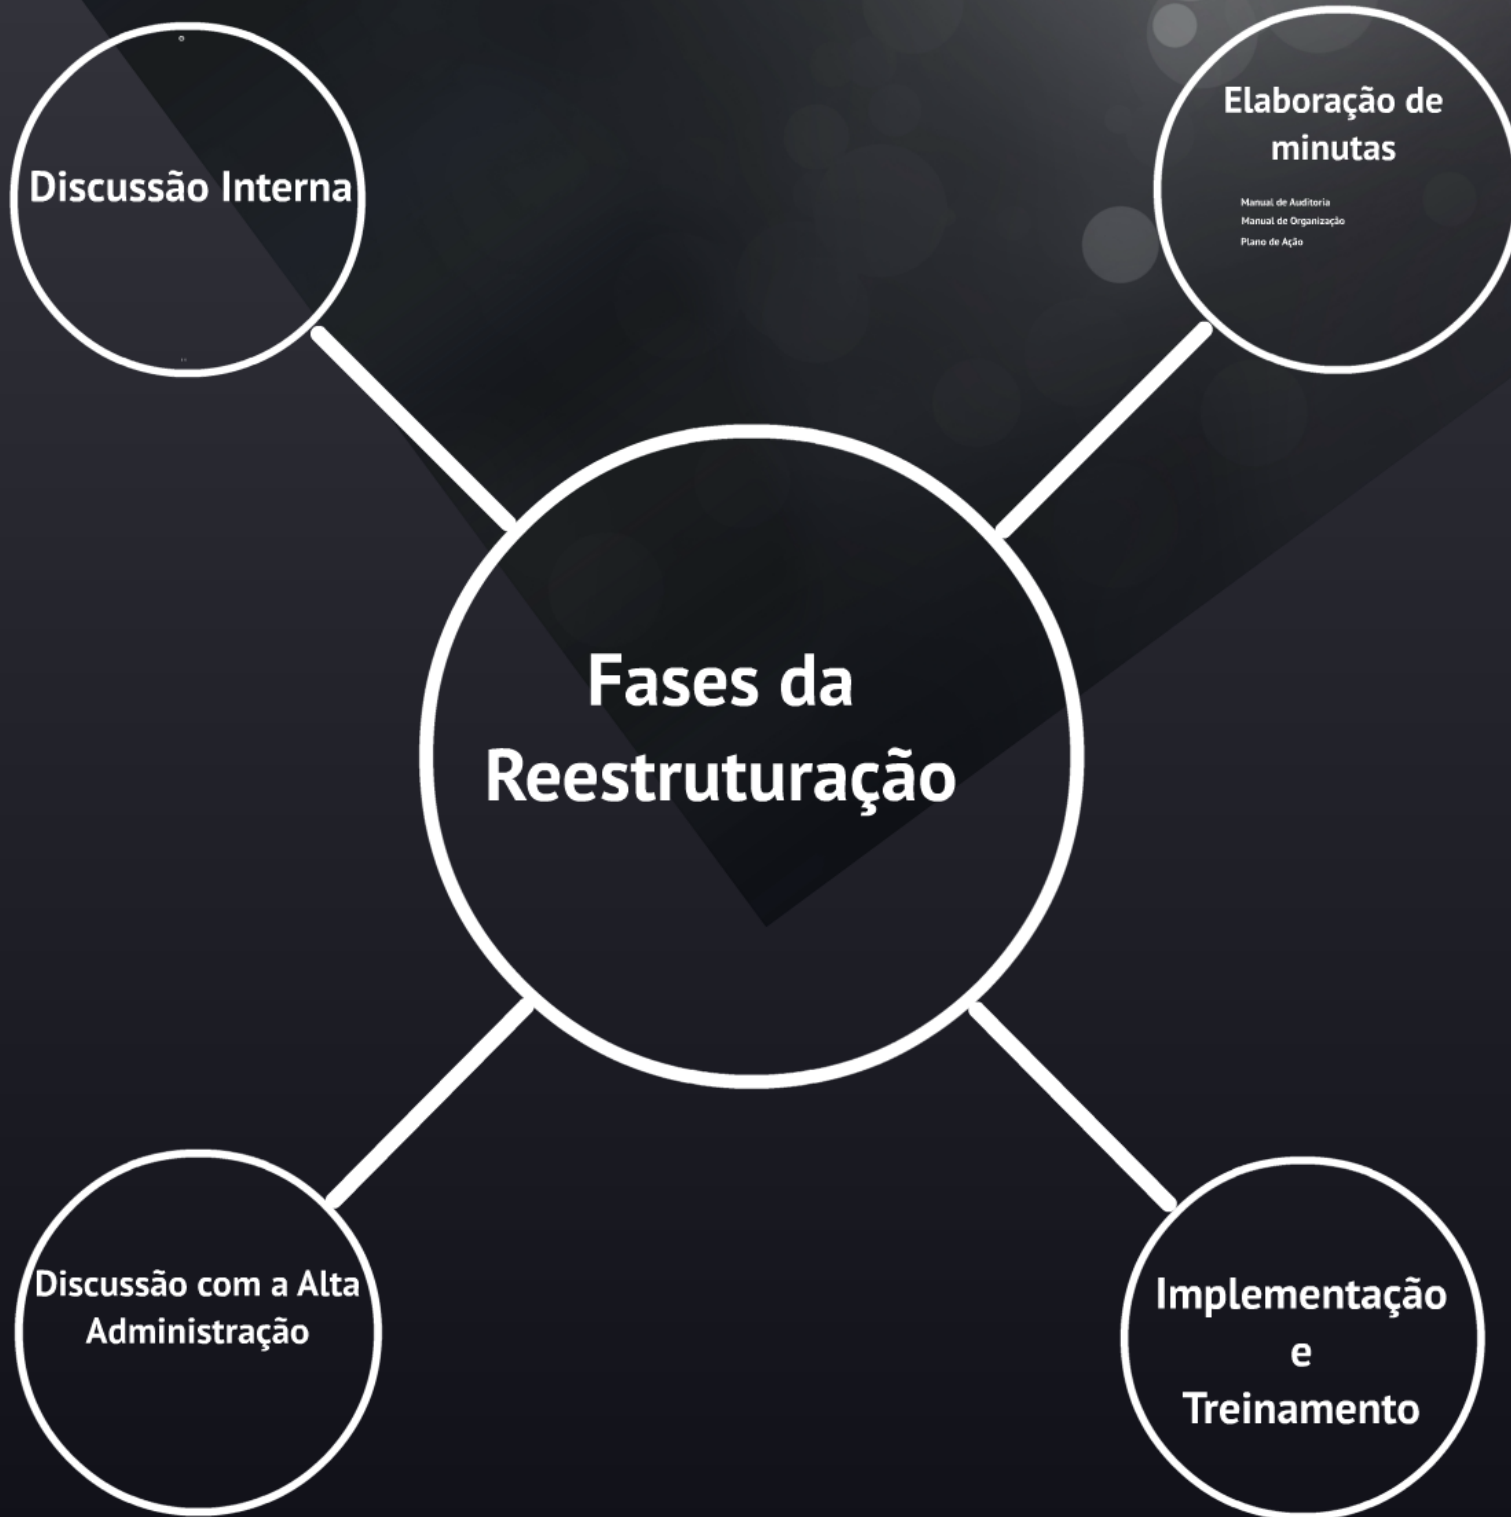 Discussão Interna
Elaboração de
minutas
Manual de Auditoria
Manual de Organização
Plano de Ação
Fases da
Reestruturação
Discussão com a Alta
Administração
Implementação
e
Treinamento